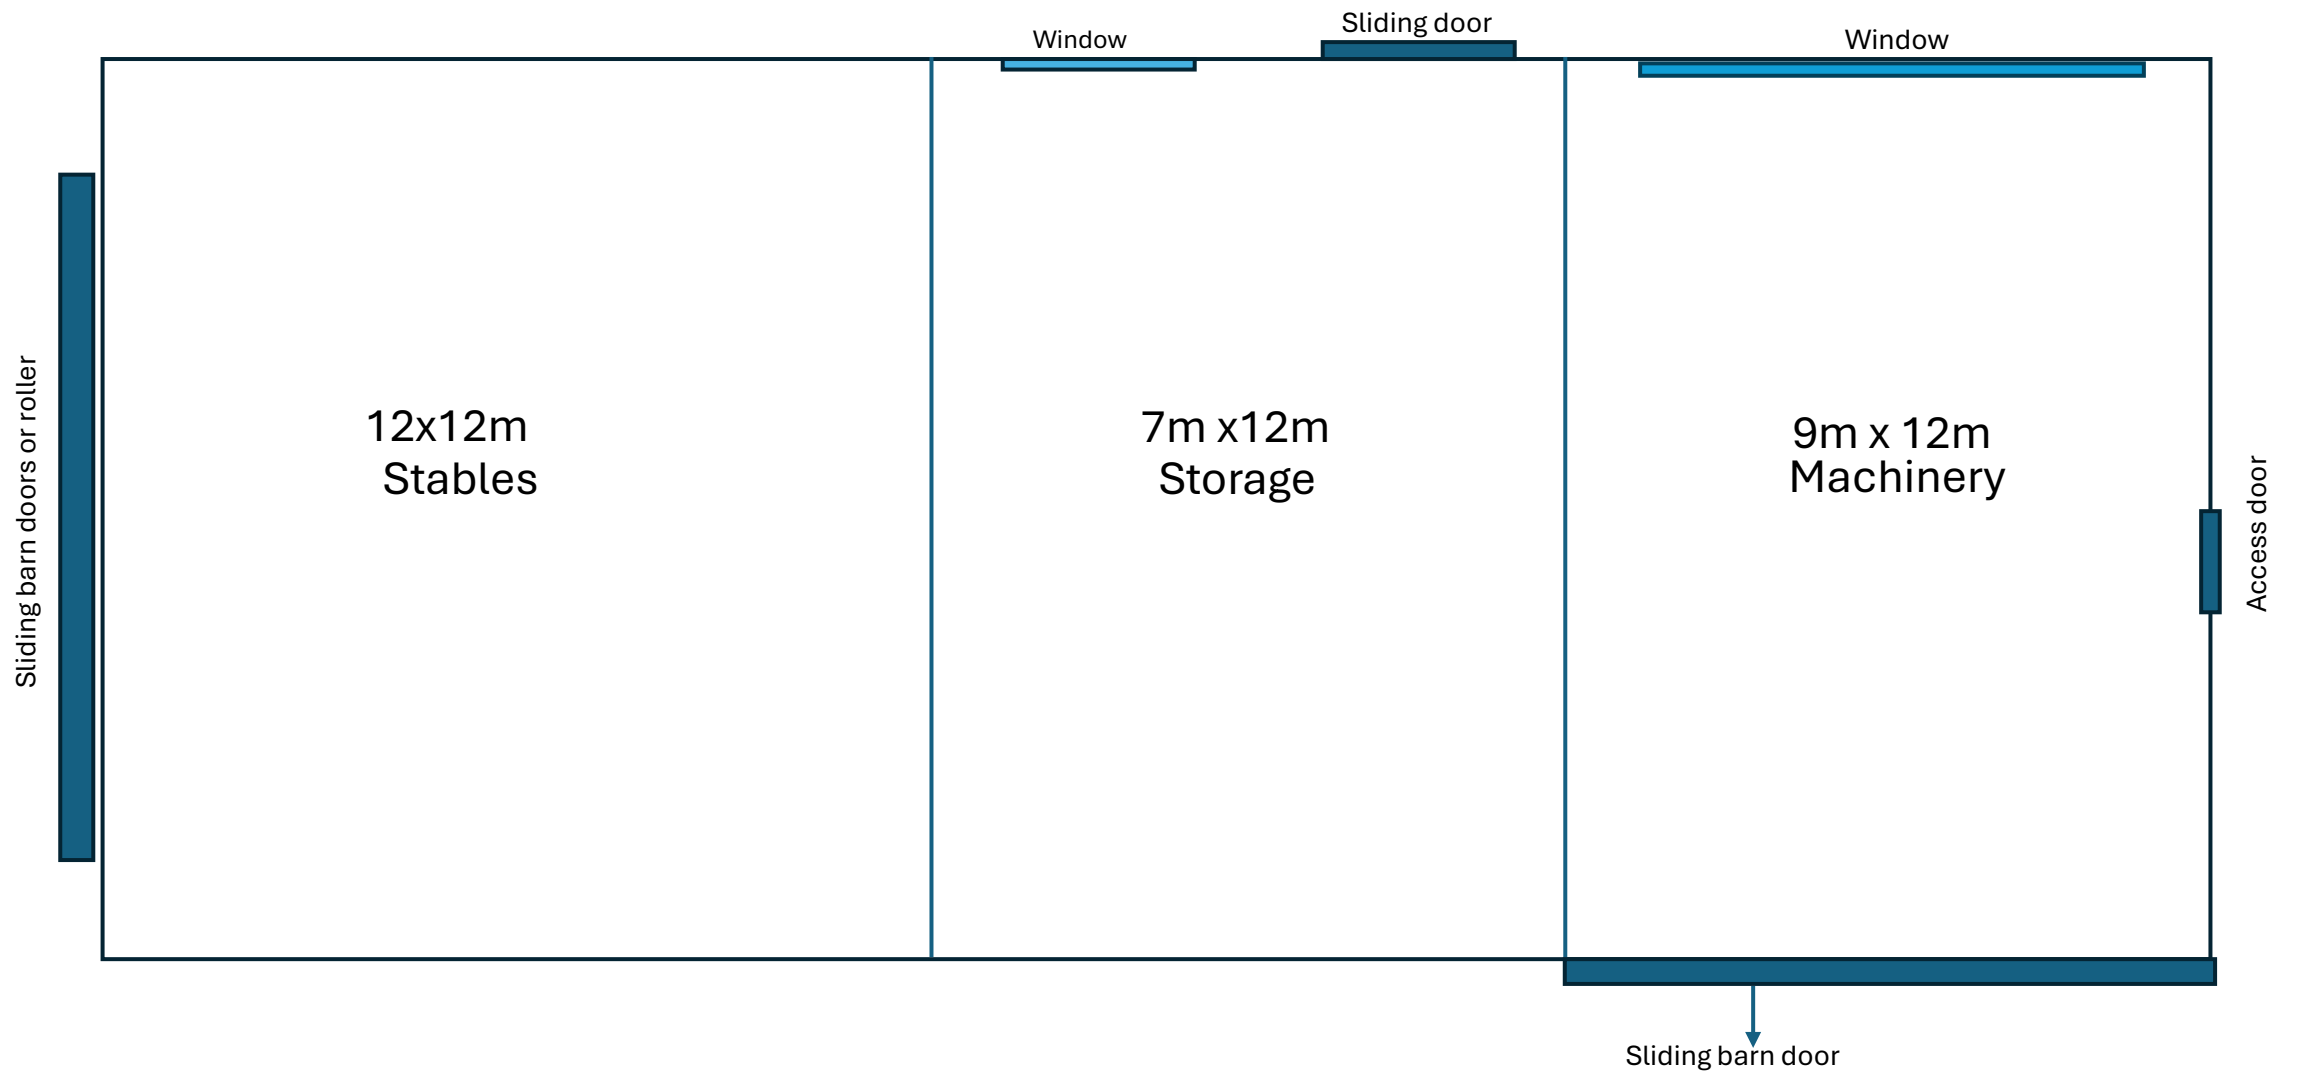 Sliding door
Window
Window
Sliding barn doors or roller
12x12m
Stables
7m x12m
Storage
9m x 12m
Machinery
Access door
Sliding barn door